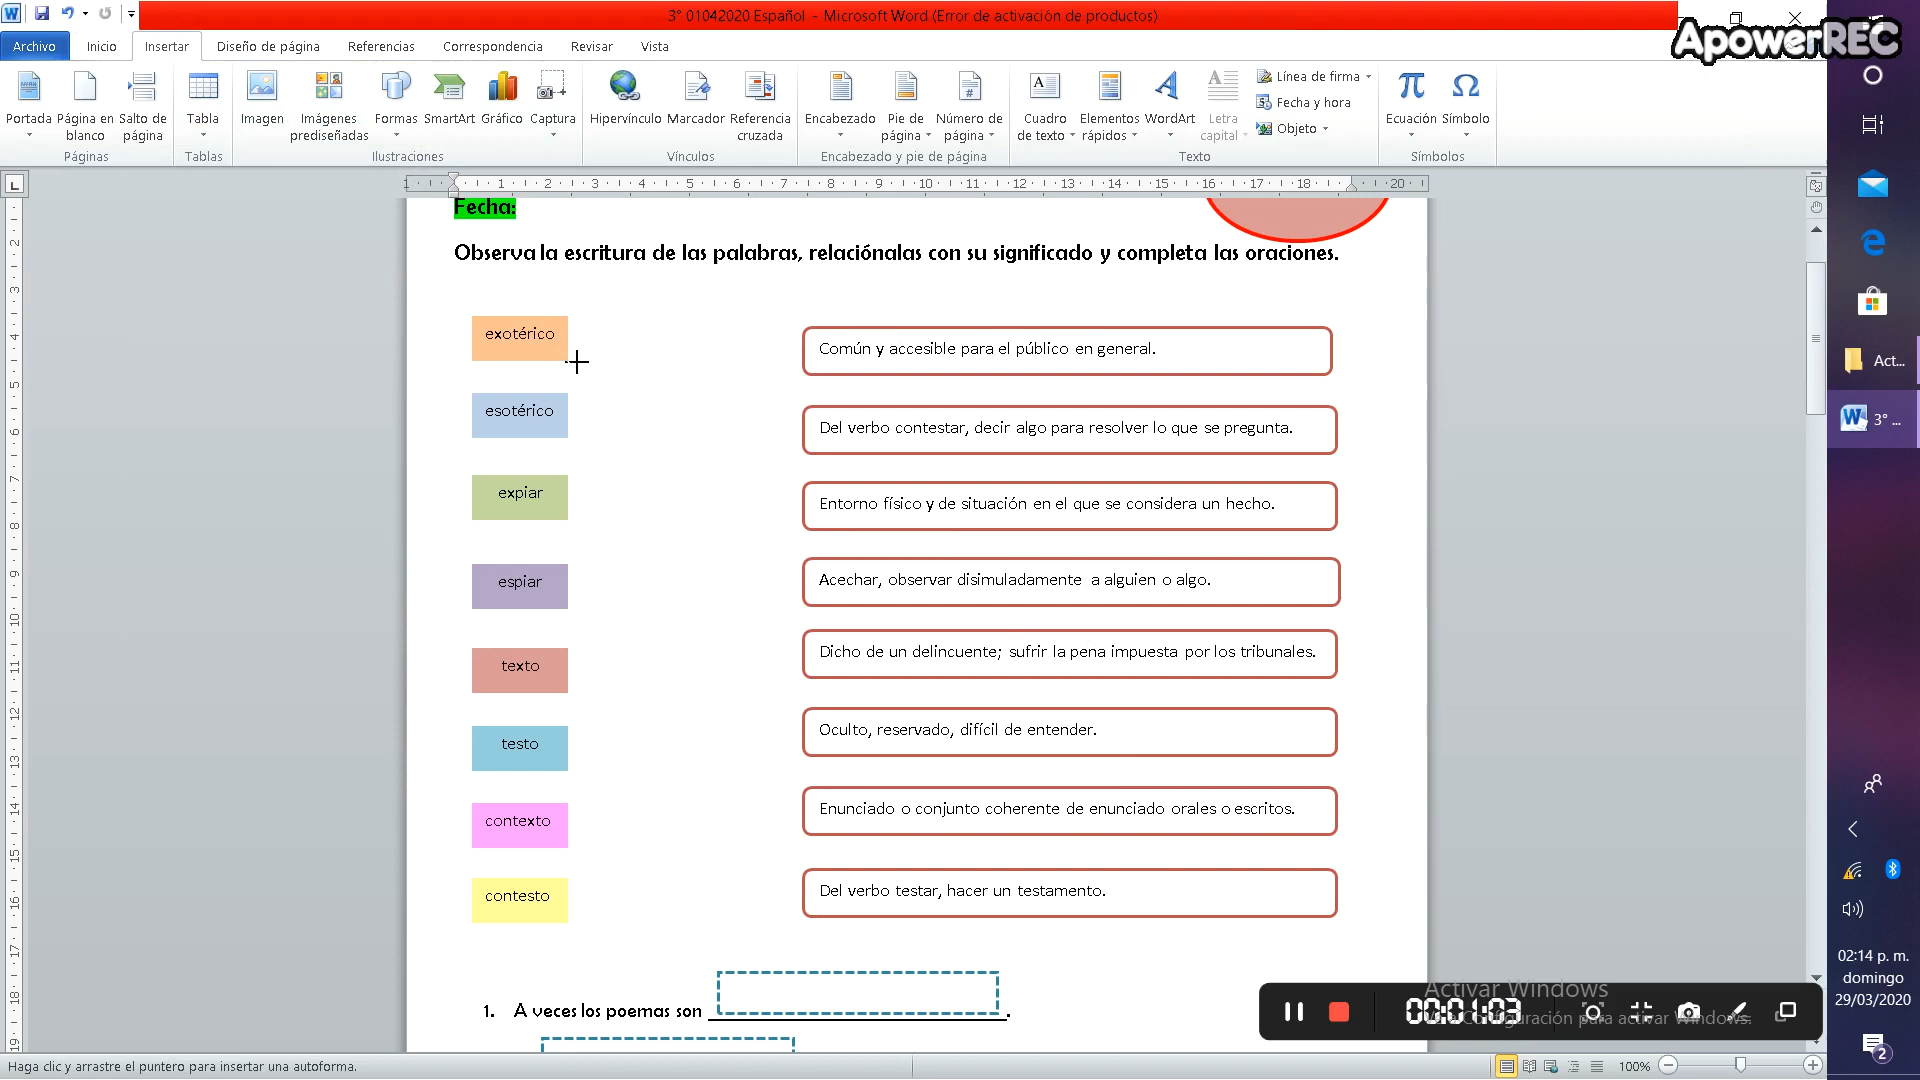 3° 01042020 Español - Microsoft Word (Error de activación de productos)
ApowerREC
Archivo Inicio Insertar Diseño de página Referencias Correspondencia Revisar Vista
Portada Página en blanco Salto de página
Tabla
Imagen Imágenes prediseñadas Formas SmartArt Gráfico Captura
Hipervínculo Marcador Referencia cruzada
Encabezado Pie de página Número de página
Cuadro de texto Elementos rápidos WordArt Letra capital
Línea de firma
Fecha y hora
Objeto
Ecuación Símbolo
Páginas Tablas Ilustraciones Vínculos Encabezado y pie de página Texto Símbolos
Fecha:
Observa la escritura de las palabras, relaciónalas con su significado y completa las oraciones.
exotérico
Común y accesible para el público en general.
esotérico
Del verbo contestar, decir algo para resolver lo que se pregunta.
expiar
Entorno físico y de situación en el que se considera un hecho.
espiar
Acechar, observar disimuladamente a alguien o algo.
texto
Dicho de un delincuente; sufrir la pena impuesta por los tribunales.
testo
Oculto, reservado, difícil de entender.
contexto
Enunciado o conjunto coherente de enunciado orales o escritos.
contesto
Del verbo testar, hacer un testamento.
1. A veces los poemas son .
Act...
3° ...
02:14 p. m.
domingo
29/03/2020
2
Activar Windows
Ve a Configuración para activar Windows.
00:01:03
Haga clic y arrastre el puntero para insertar una autoforma.
100%